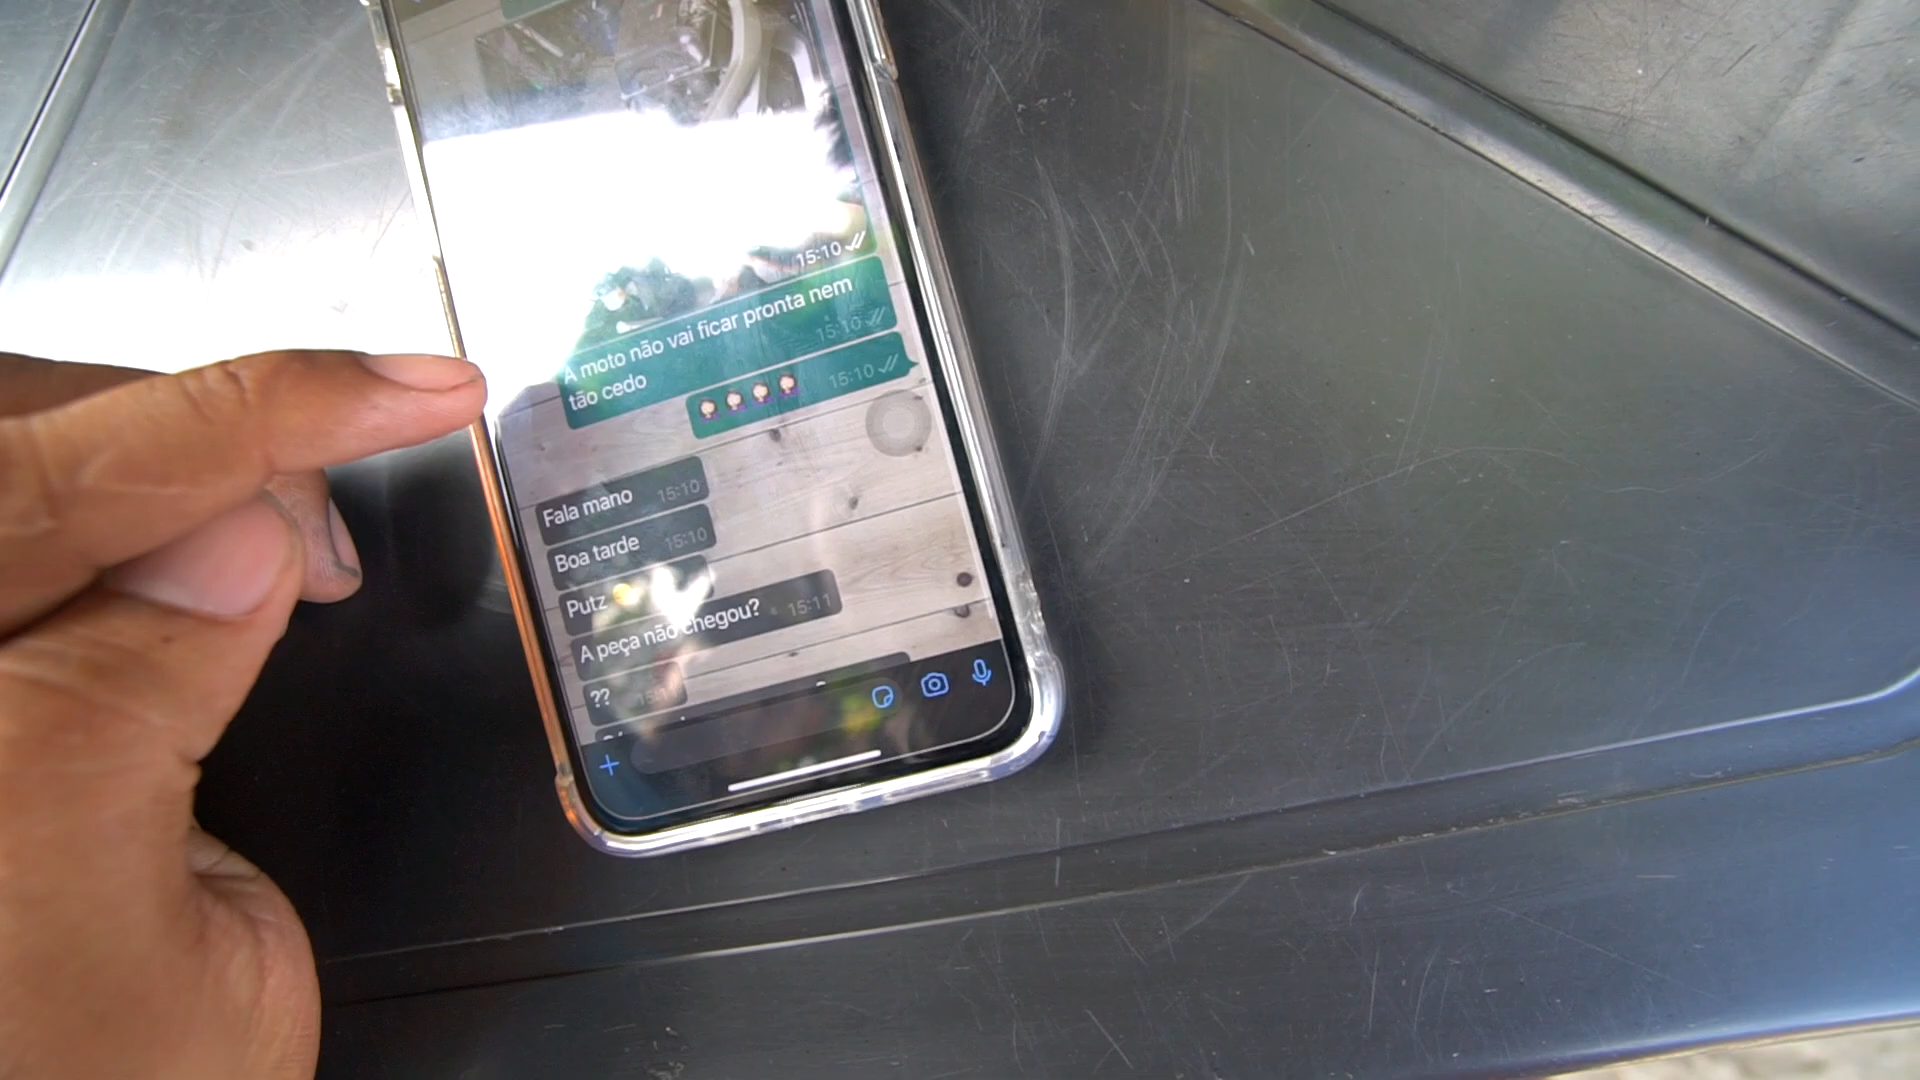 15:10
A moto não vai ficar pronta nem
tão cedo
15:10
15:10
Fala mano 15:10
Boa tarde 15:10
Putz
A peça não chegou? 15:11
??